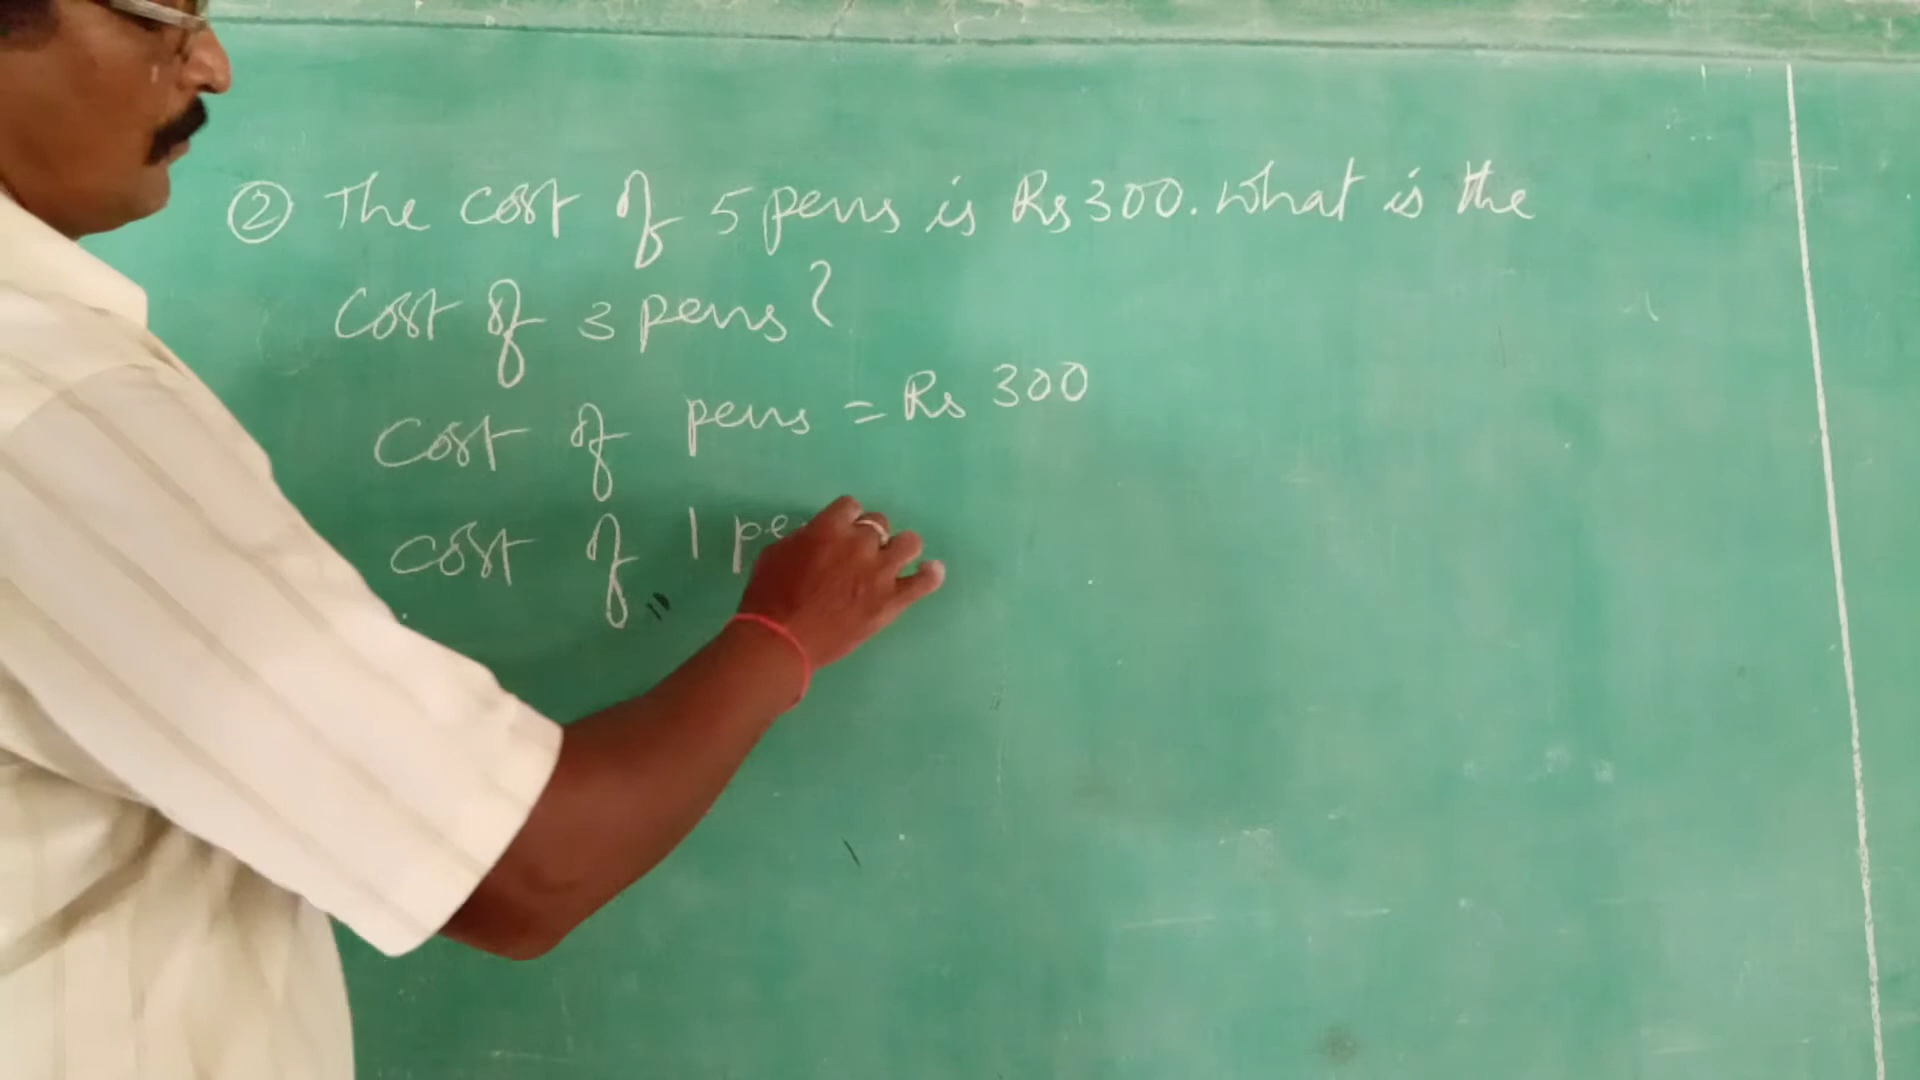 ② The cost of 5 pens is Rs 300. What is the
cost of 3 pens?
cost of pens = Rs 300
cost of 1 pe